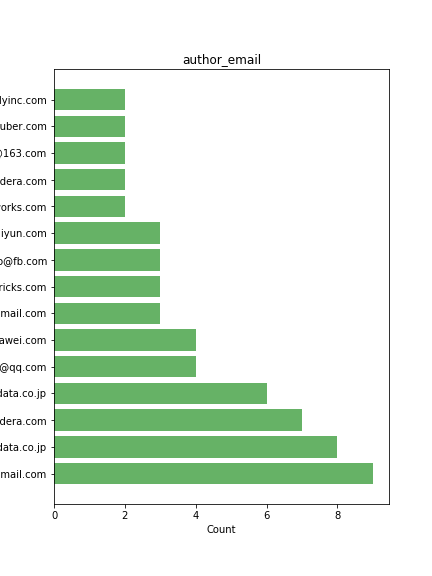 author_email
lyinc.com
uber.com
@163.com
dera.com
orks.com
iyun.com
o@fb.com
ricks.com
mail.com
awei.com
@qq.com
data.co.jp
dera.com
data.co.jp
mail.com
0 2 4 6 8
Count